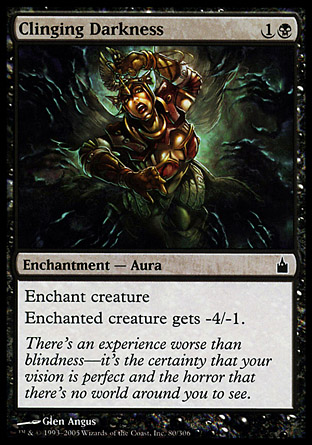 Clinging Darkness 1
Enchantment — Aura
Enchant creature
Enchanted creature gets -4/-1.
There's an experience worse than
blindness—it's the certainty that your
vision is perfect and the horror that
there's no world around you to see.
Glen Angus
™ & © 1993–2005 Wizards of the Coast, Inc. 80/306